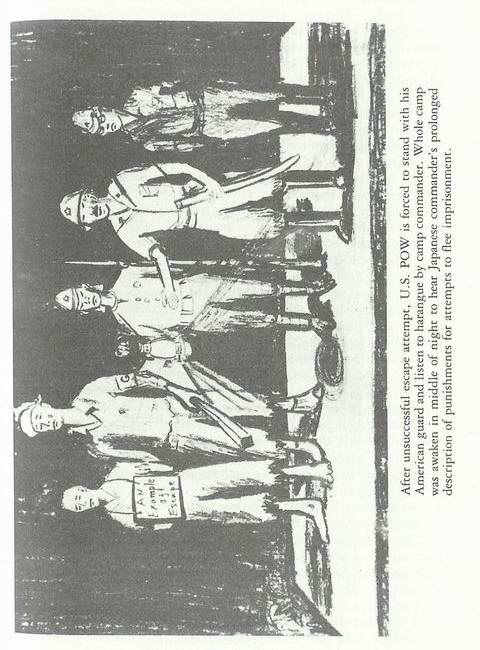 G
AN
Example
of
Escape
After unsuccessful escape attempt, U.S. POW is forced to stand with his
American guard and listen to harangue by camp commander. Whole camp
was awaken in middle of night to hear Japanese commander's prolonged
description of punishments for attempts to flee imprisonment.